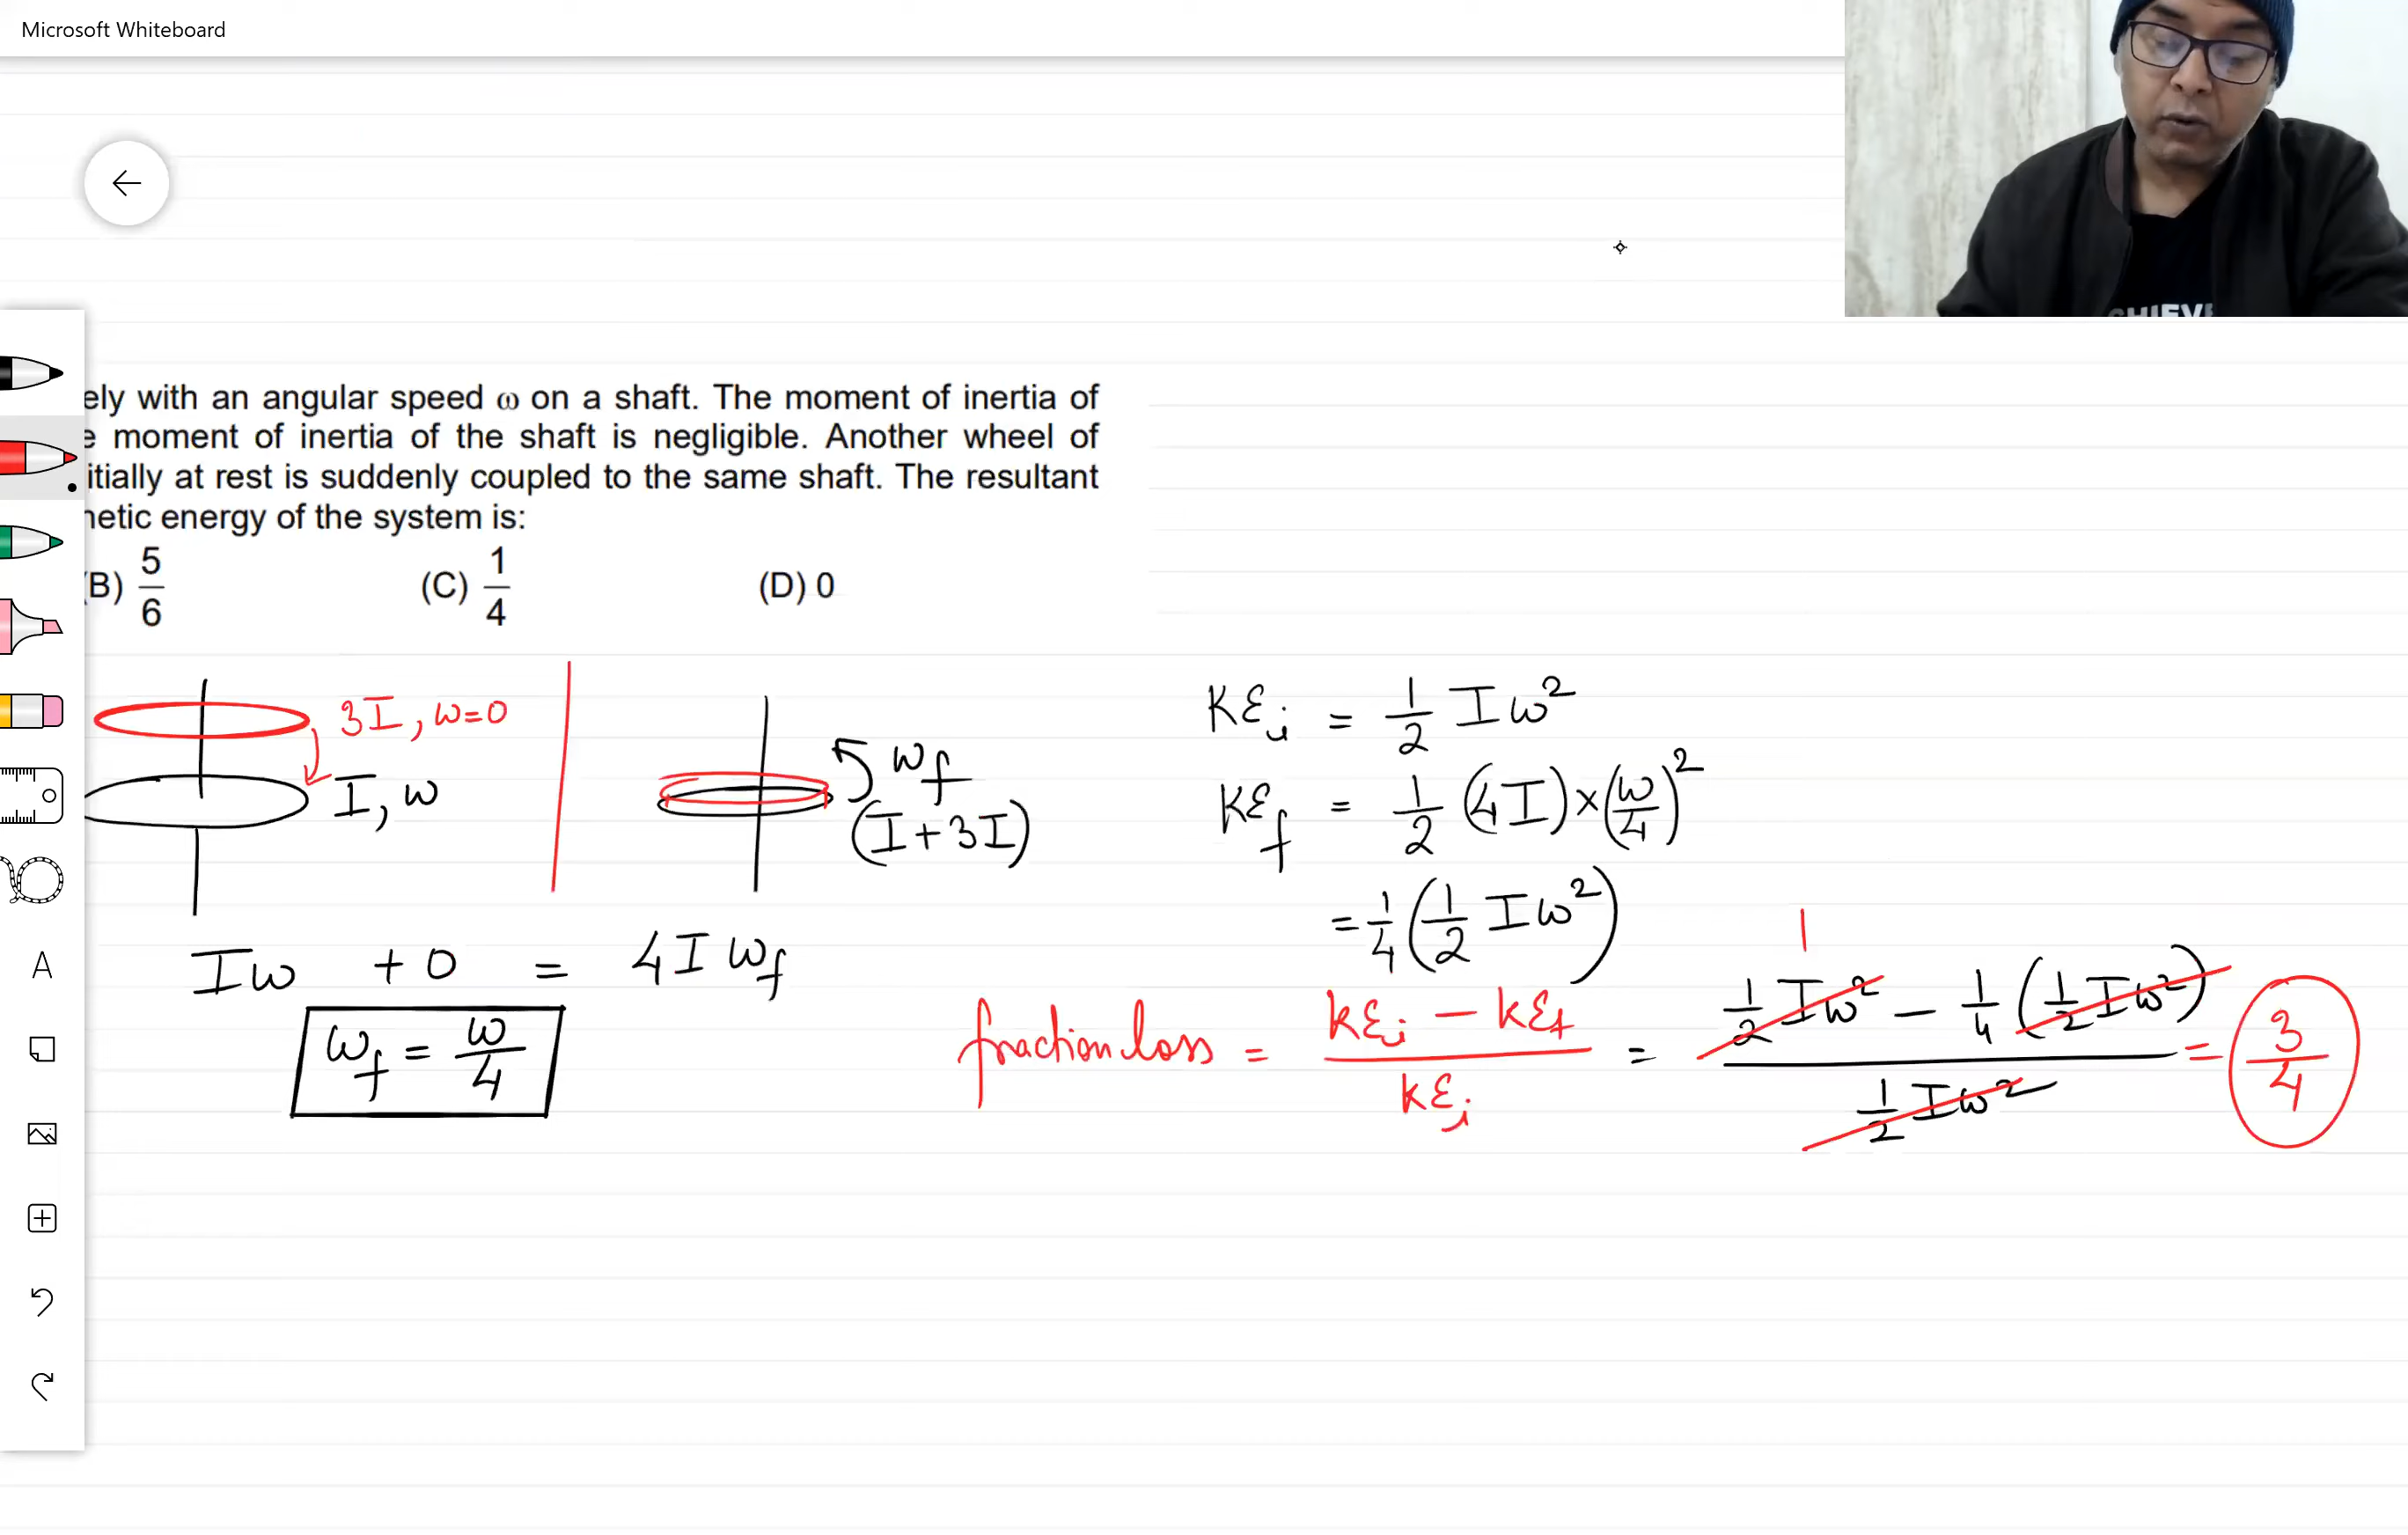 Microsoft Whiteboard
ely with an angular speed ω on a shaft. The moment of inertia of
e moment of inertia of the shaft is negligible. Another wheel of
itially at rest is suddenly coupled to the same shaft. The resultant
netic energy of the system is:
(B) 5/6 (C) 1/4 (D) 0
3I, ω=0
I, ω
ωf
(I+3I)
Iω + 0 = 4I ωf
ωf = ω/4
KEi = 1/2 Iω²
KEf = 1/2 (4I)×(ω/4)²
= 1/4 (1/2 Iω²)
1
fraction loss = KEi − KEf / KEi = 1/2 Iω² − 1/4 (1/2 Iω²) / 1/2 Iω² = 3/4
A